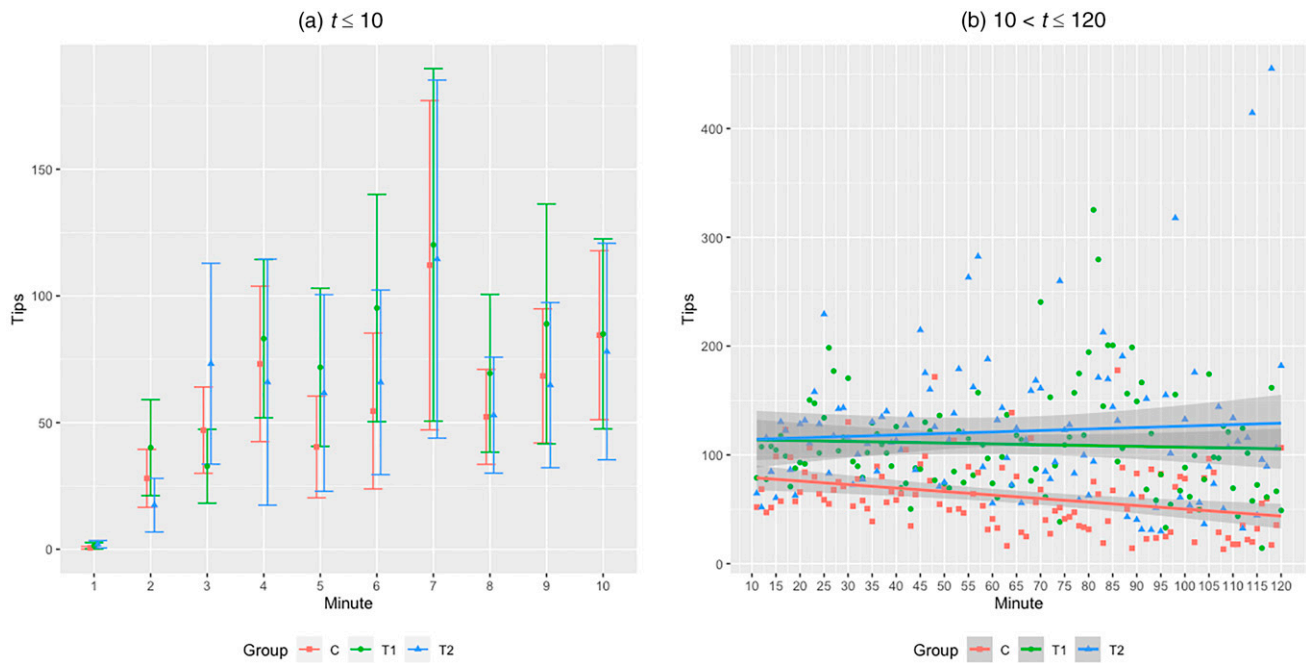 (a) t ≤ 10
150
100
50
0
Tips
1 2 3 4 5 6 7 8 9 10
Minute
Group C T1 T2
(b) 10 < t ≤ 120
400
300
200
100
0
Tips
10 15 20 25 30 35 40 45 50 55 60 65 70 75 80 85 90 95 100 105 110 115 120
Minute
Group C T1 T2